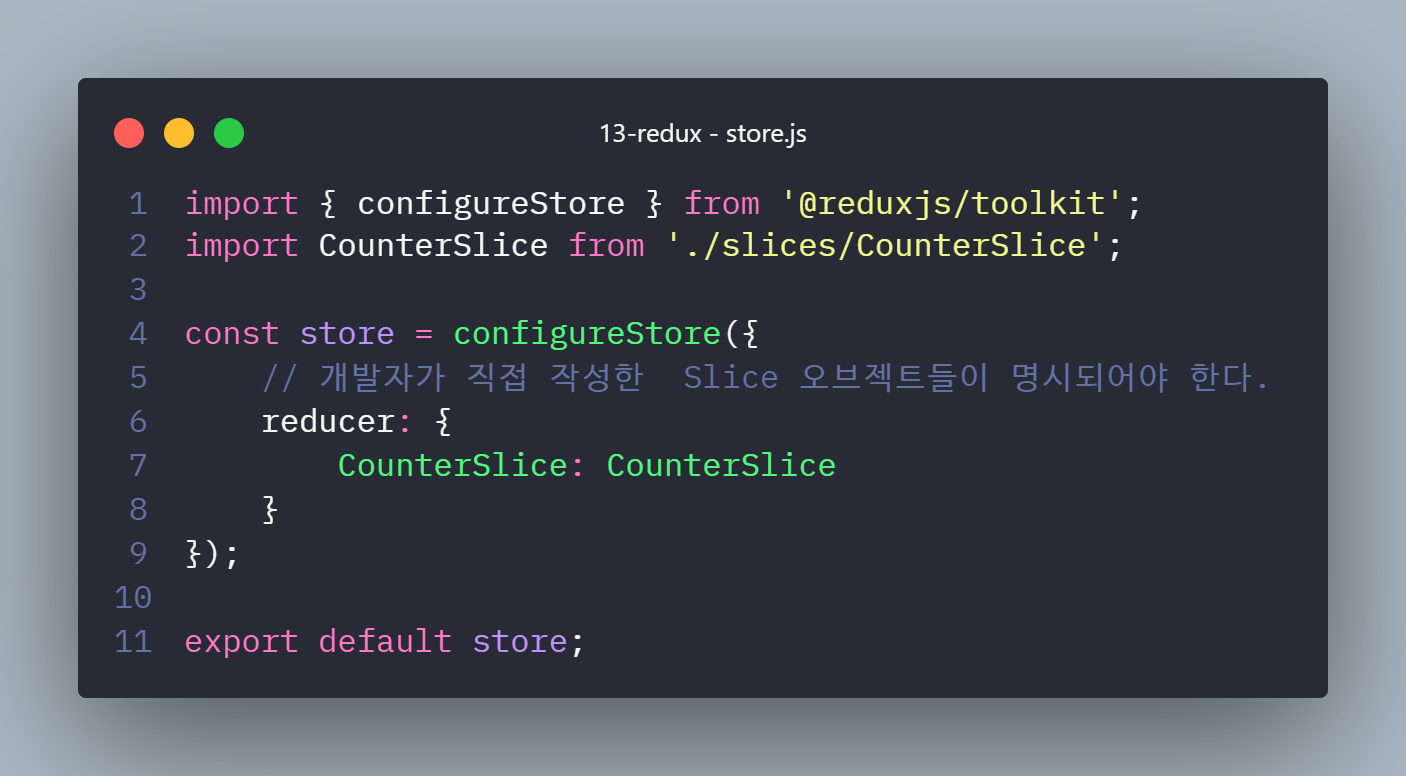 13-redux - store.js
1 import { configureStore } from '@reduxjs/toolkit';
2 import CounterSlice from './slices/CounterSlice';
3
4 const store = configureStore({
5     // 개발자가 직접 작성한  Slice 오브젝트들이 명시되어야 한다.
6     reducer: {
7         CounterSlice: CounterSlice
8     }
9 });
10
11 export default store;